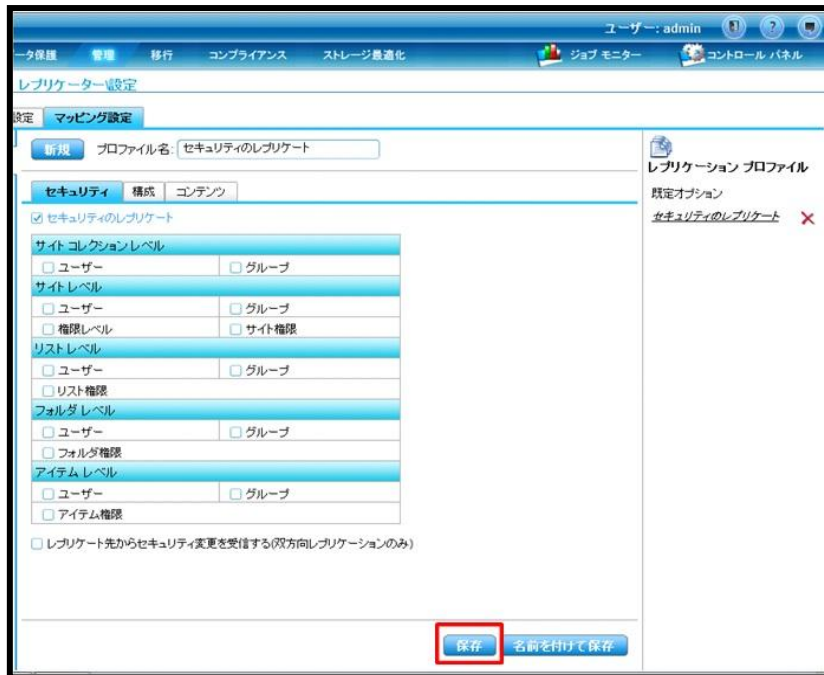 ユーザー: admin
ータ保護 管理 移行 コンプライアンス ストレージ最適化 ジョブ モニター コントロール パネル
レプリケーター\設定
設定 マッピング設定
新規 プロファイル名: セキュリティのレプリケート
セキュリティ 構成 コンテンツ
セキュリティのレプリケート
サイト コレクション レベル
ユーザー グループ
サイト レベル
ユーザー グループ
権限レベル サイト権限
リスト レベル
ユーザー グループ
リスト権限
フォルダ レベル
ユーザー グループ
フォルダ権限
アイテム レベル
ユーザー グループ
アイテム権限
レプリケート先からセキュリティ変更を受信する(双方向レプリケーションのみ)
保存 名前を付けて保存
レプリケーション プロファイル
既定オプション
セキュリティのレプリケート